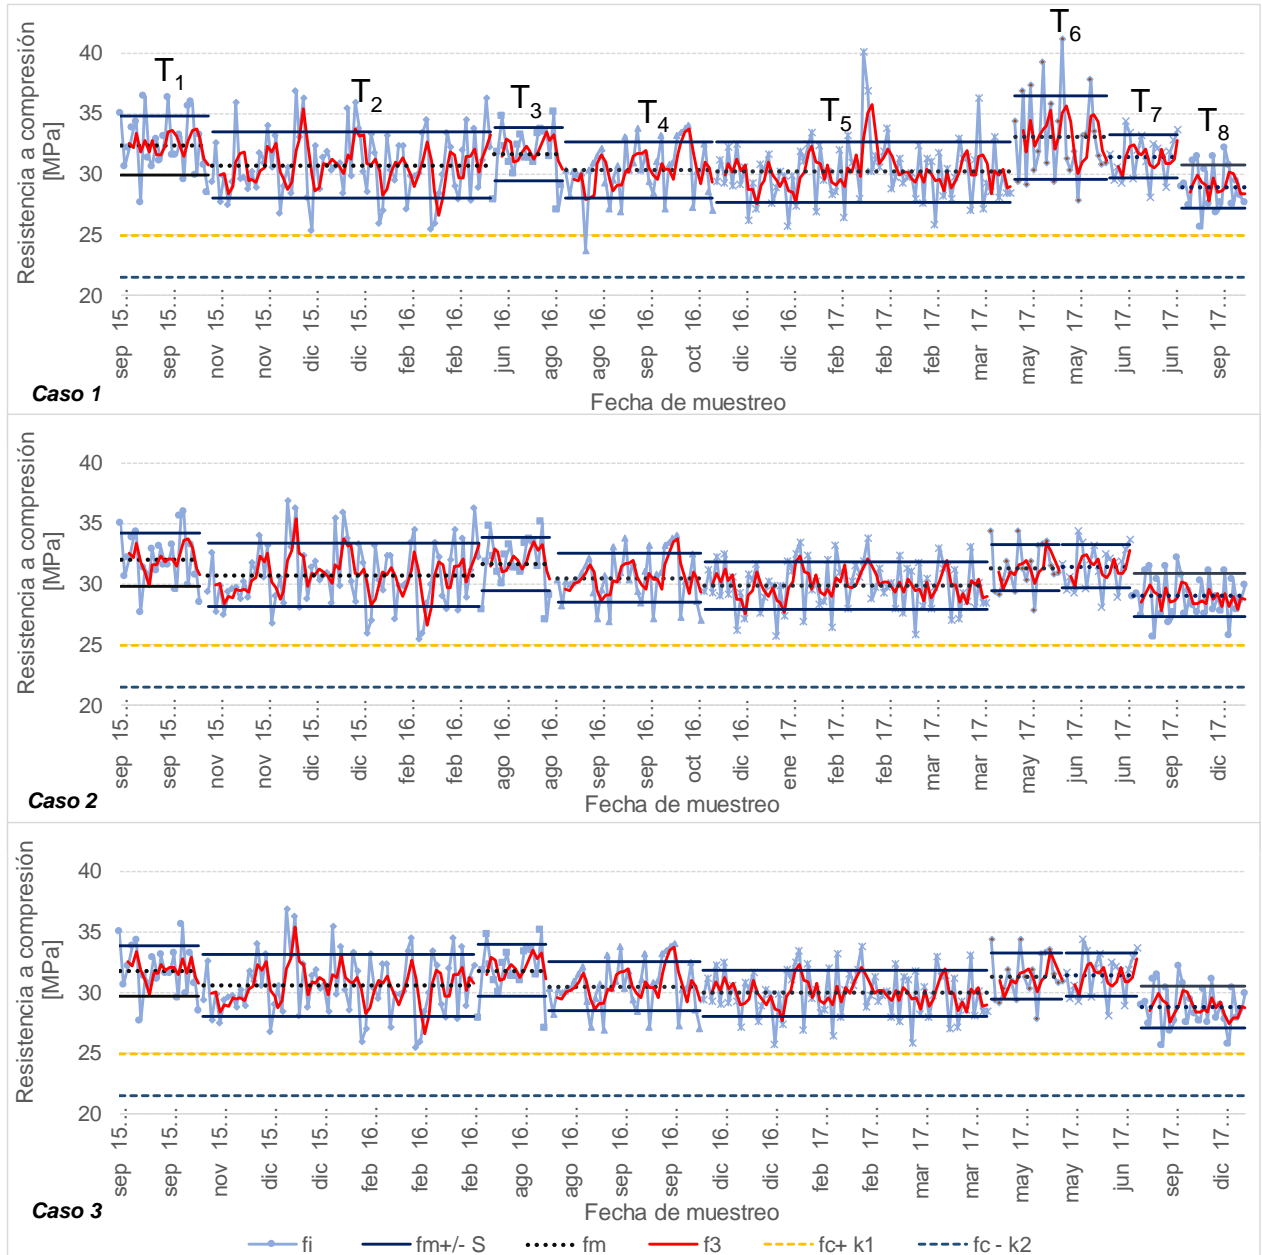 Resistencia a compresión
[MPa]
40
35
30
25
20
T1
T2
T3
T4
T5
T6
T7
T8
sep 15...
sep 15...
nov 15...
nov 15...
dic 15...
dic 15...
feb 16...
feb 16...
jun 16...
ago 16...
ago 16...
sep 16...
oct 16...
dic 16...
dic 16...
feb 17...
feb 17...
feb 17...
mar 17...
may 17...
may 17...
jun 17...
jun 17...
sep 17...
Caso 1
Fecha de muestreo
Resistencia a compresión
[MPa]
40
35
30
25
20
sep 15...
sep 15...
nov 15...
nov 15...
dic 15...
dic 15...
feb 16...
feb 16...
ago 16...
ago 16...
sep 16...
sep 16...
oct 16...
dic 16...
ene 17...
feb 17...
feb 17...
mar 17...
mar 17...
may 17...
jun 17...
jun 17...
sep 17...
dic 17...
Caso 2
Fecha de muestreo
Resistencia a compresión
[MPa]
40
35
30
25
20
sep 15...
sep 15...
nov 15...
dic 15...
dic 15...
feb 16...
feb 16...
feb 16...
ago 16...
ago 16...
sep 16...
sep 16...
dic 16...
dic 16...
feb 17...
feb 17...
mar 17...
mar 17...
may 17...
may 17...
jun 17...
sep 17...
dic 17...
Caso 3
Fecha de muestreo
fi
fm+/- S
fm
f3
fc+ k1
fc - k2